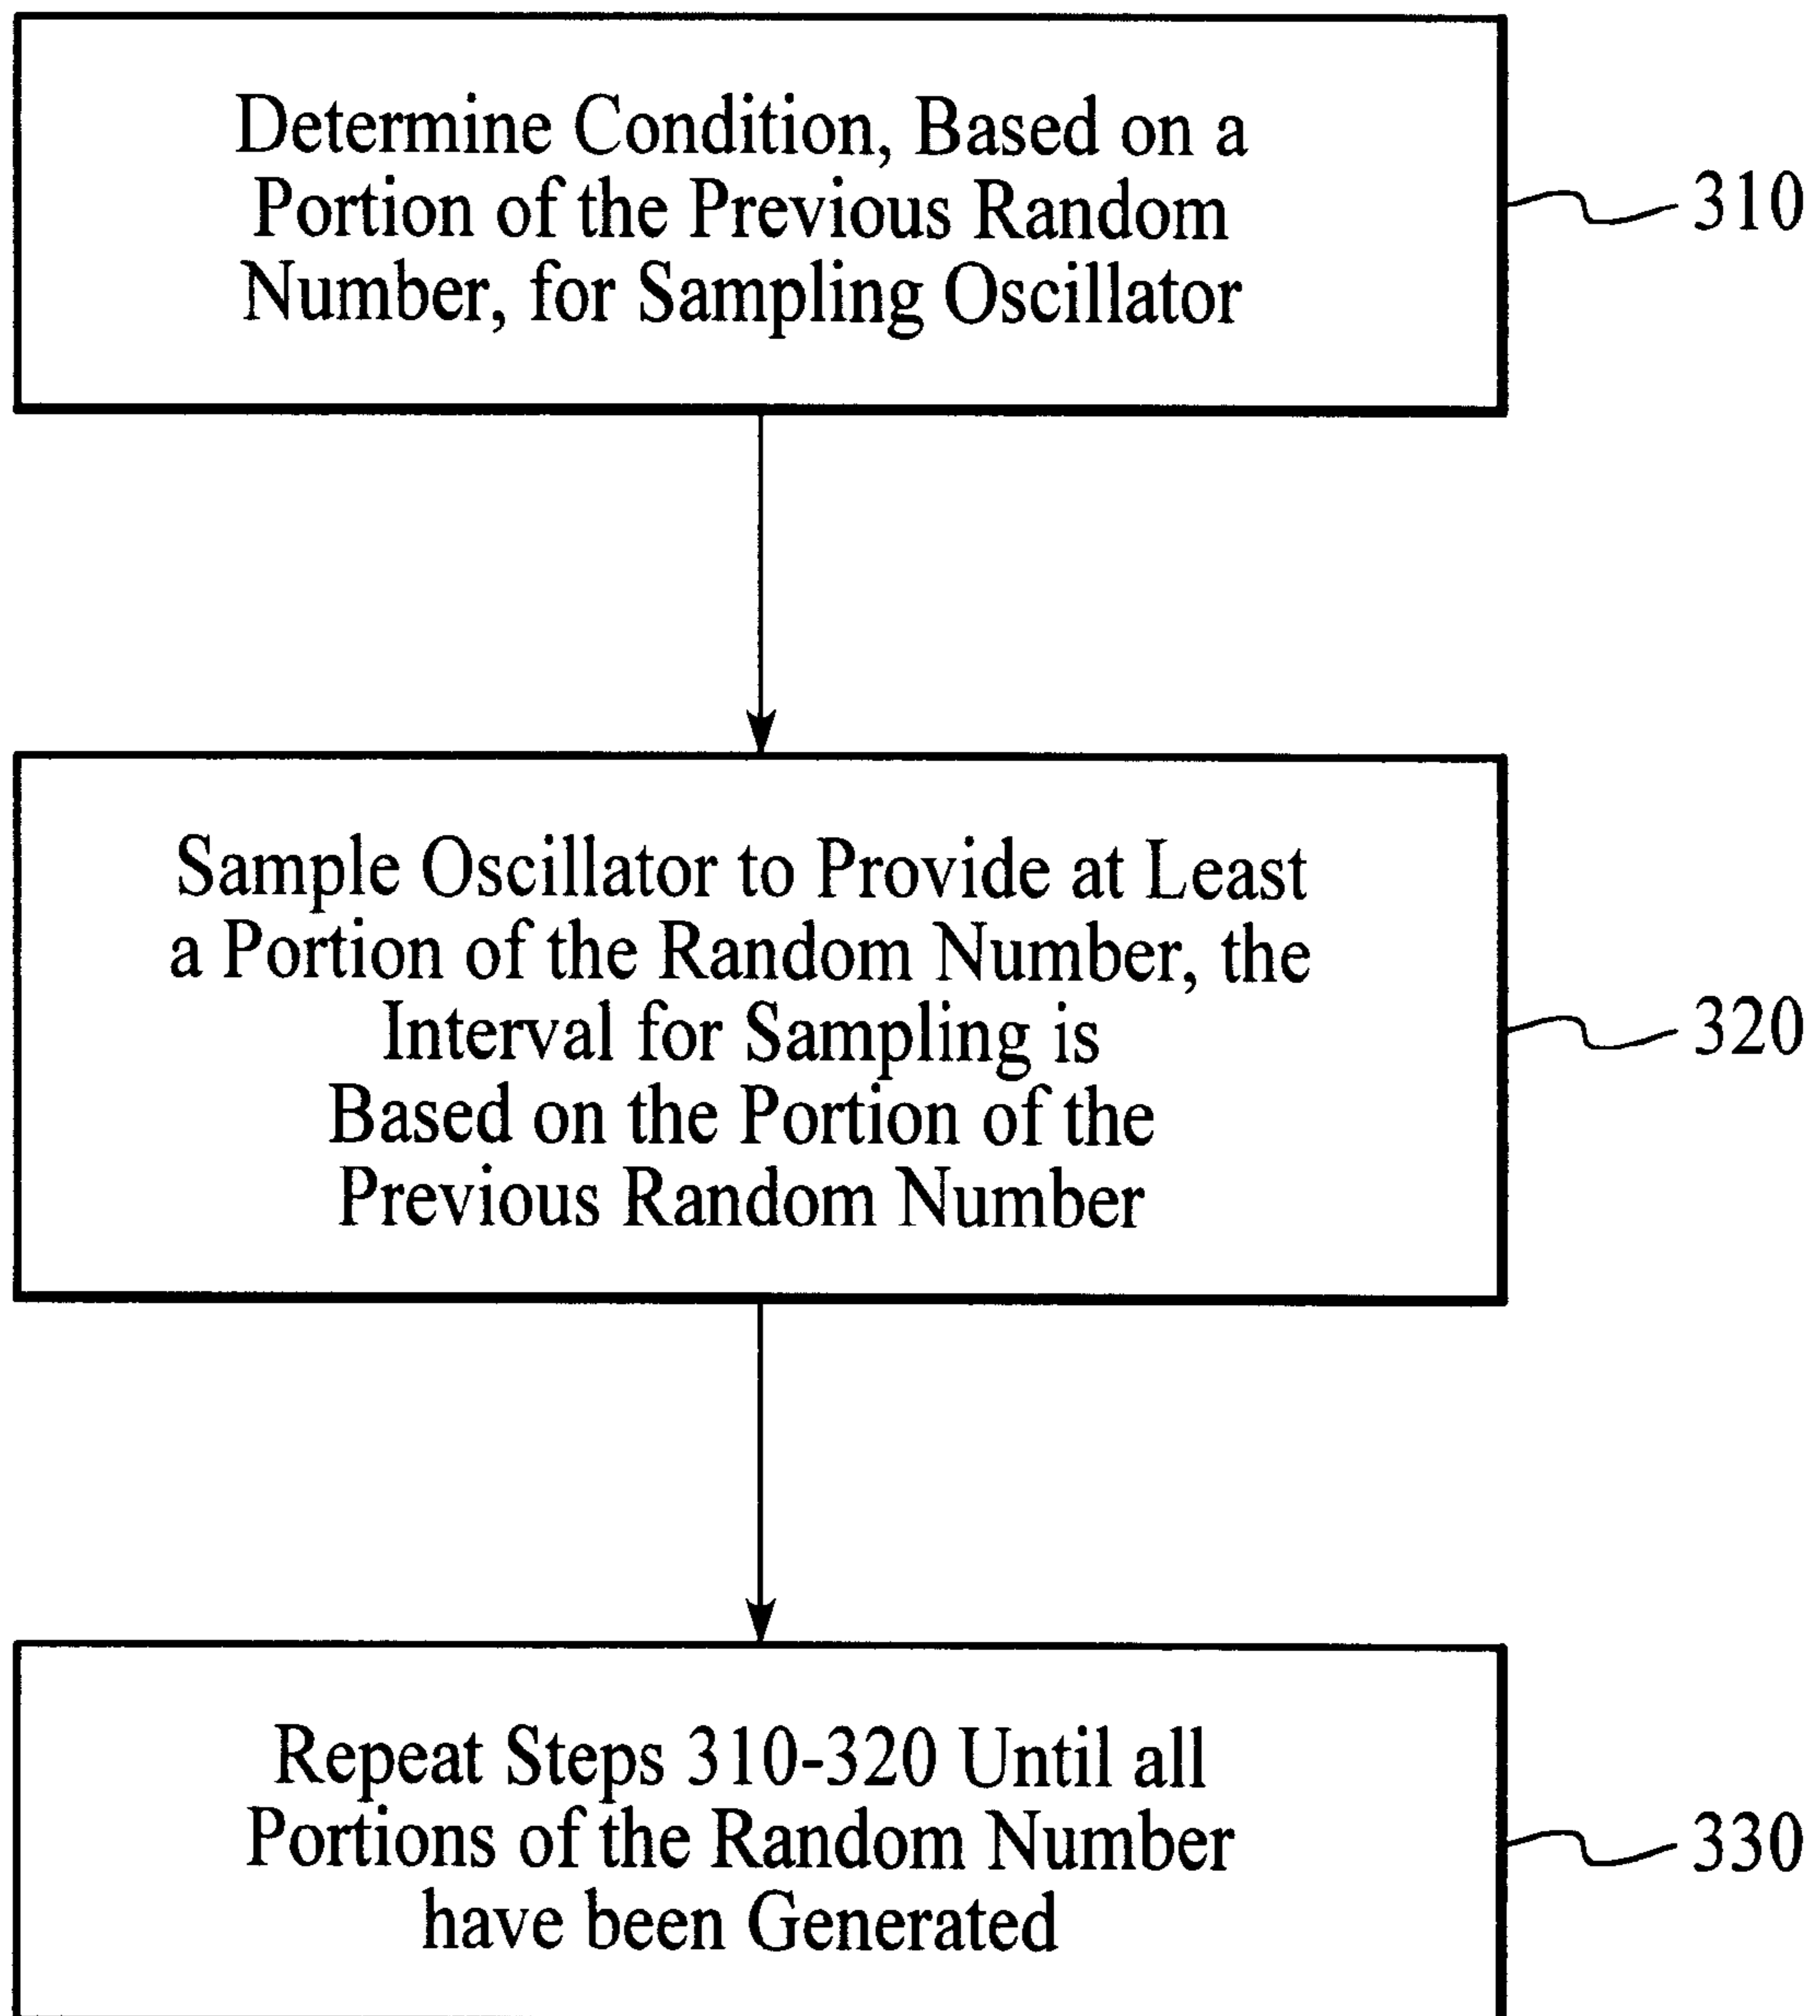 Determine Condition, Based on a
Portion of the Previous Random
Number, for Sampling Oscillator
310
Sample Oscillator to Provide at Least
a Portion of the Random Number, the
Interval for Sampling is
Based on the Portion of the
Previous Random Number
320
Repeat Steps 310-320 Until all
Portions of the Random Number
have been Generated
330